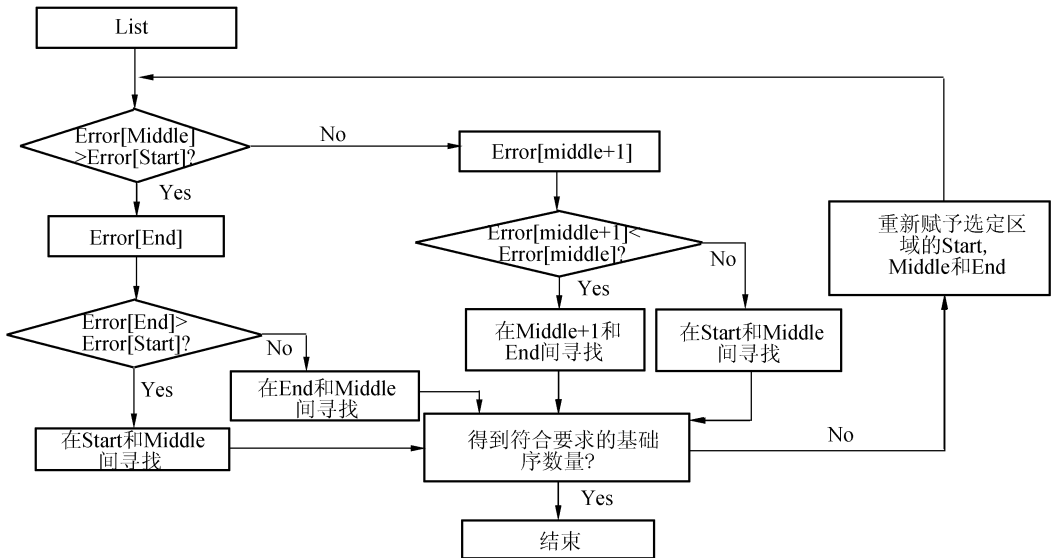 List
Error[Middle]
>Error[Start]?
No
Error[middle+1]
Yes
Error[End]
Error[middle+1]<
Error[middle]?
No
Yes
重新赋予选定区
域的Start,
Middle和End
Error[End]>
Error[Start]?
No
Yes
在Middle+1和
End间寻找
在Start和Middle
间寻找
在End和Middle
间寻找
在Start和Middle
间寻找
得到符合要求的基础
序数量?
No
Yes
结束